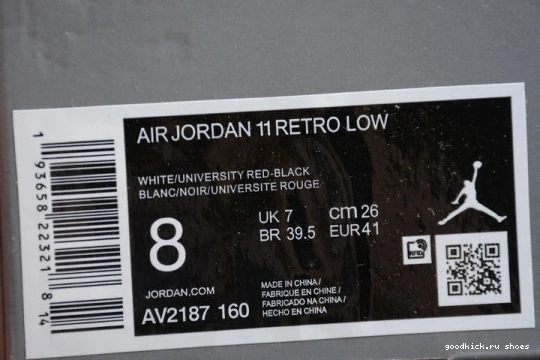 AIR JORDAN 11 RETRO LOW
WHITE/UNIVERSITY RED-BLACK
BLANC/NOIR/UNIVERSITE ROUGE
8
UK 7
cm 26
BR 39.5
EUR41
RFID
JORDAN.COM
AV2187 160
MADE IN CHINA/
FABRIQUE EN CHINE/
FABRICADO NA CHINA/
HECHO EN CHINA
1 93658 22321 8 14
goodkick.ru shoes